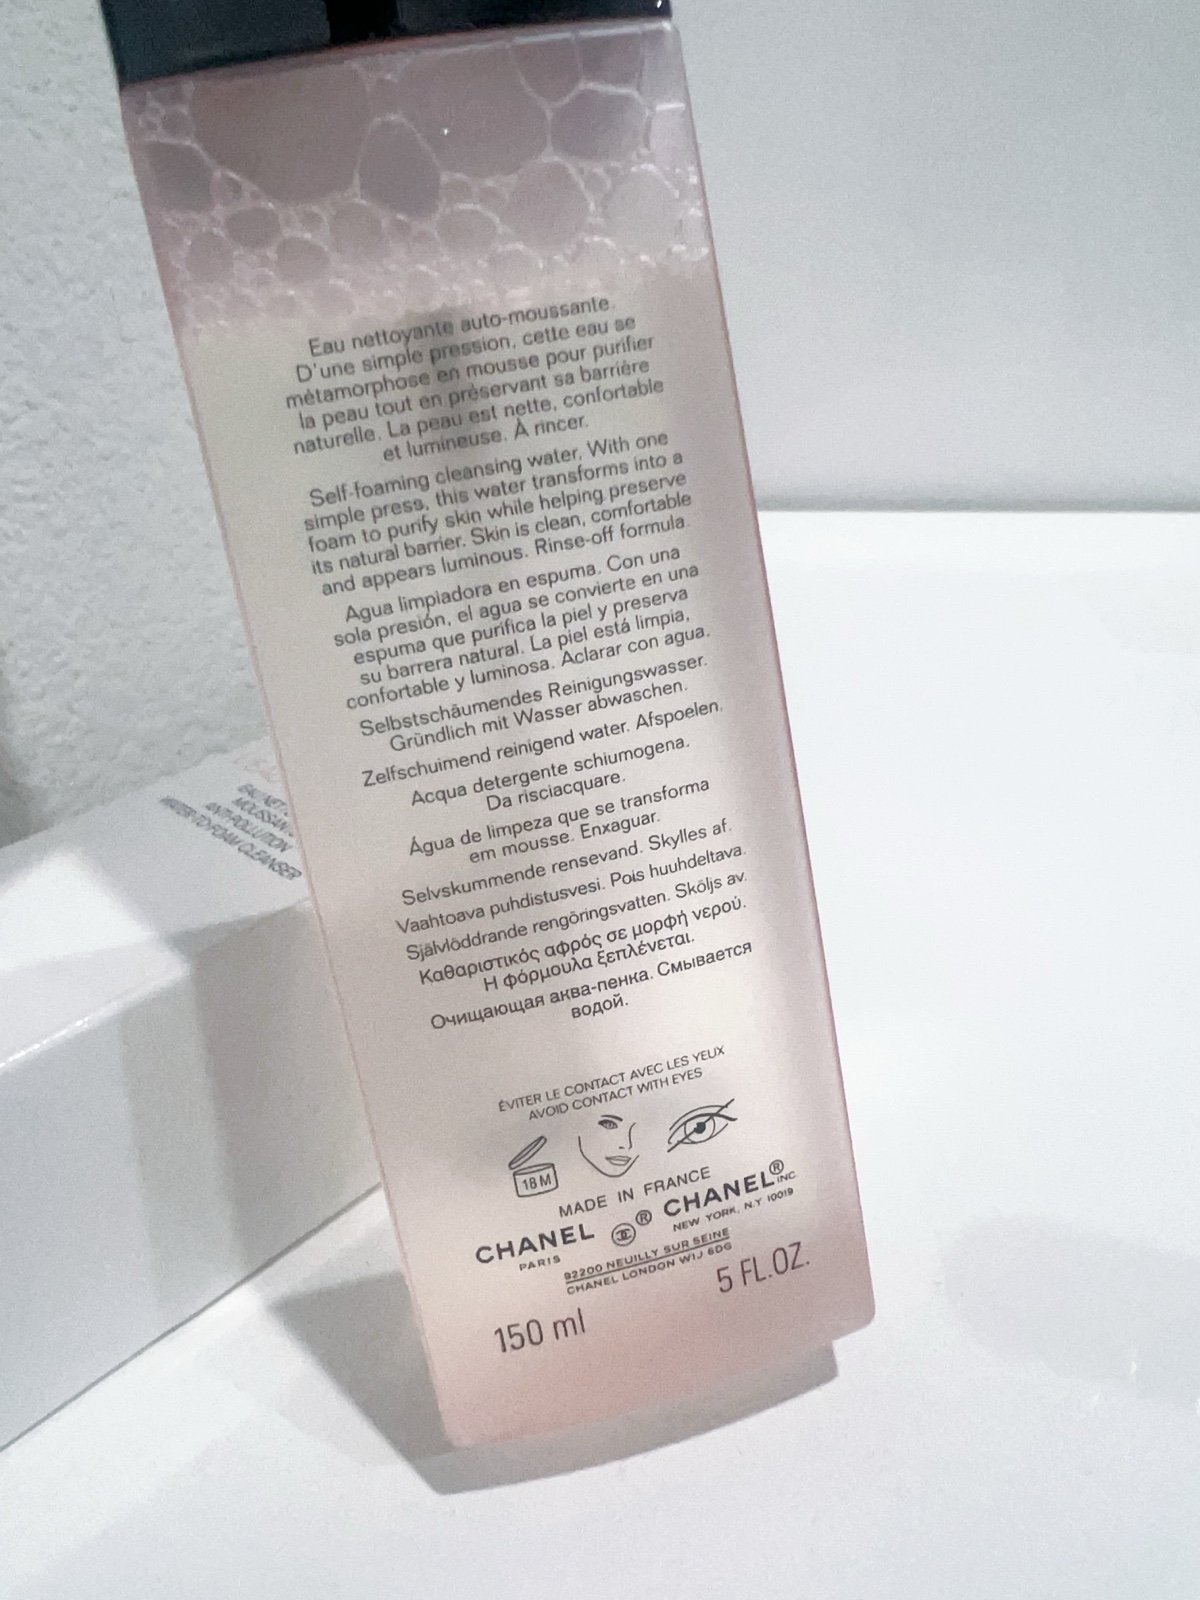 Eau nettoyante auto-moussante.
D'une simple pression, cette eau se
métamorphose en mousse pour purifier
la peau tout en préservant sa barrière
naturelle. La peau est nette, confortable
et lumineuse. À rincer.
Self-foaming cleansing water. With one
simple press, this water transforms into a
foam to purify skin while helping preserve
its natural barrier. Skin is clean, comfortable
and appears luminous. Rinse-off formula.
Agua limpiadora en espuma. Con una
sola presión, el agua se convierte en una
espuma que purifica la piel y preserva
su barrera natural. La piel está limpia,
confortable y luminosa. Aclarar con agua.
Selbstschäumendes Reinigungswasser.
Gründlich mit Wasser abwaschen.
Zelfschuimend reinigend water. Afspoelen.
Acqua detergente schiumogena.
Da risciacquare.
Água de limpeza que se transforma
em mousse. Enxaguar.
Selvskummende rensevand. Skylles af.
Vaahtoava puhdistusvesi. Pois huuhdeltava.
Självlöddrande rengöringsvatten. Sköljs av.
Καθαριστικός αφρός σε μορφή νερού.
Η φόρμουλα ξεπλένεται.
Очищающая аква-пенка. Смывается
водой.
ÉVITER LE CONTACT AVEC LES YEUX
AVOID CONTACT WITH EYES
18 M
MADE IN FRANCE
CHANEL ® CHANEL® INC
PARIS NEW YORK, N.Y 10019
92200 NEUILLY SUR SEINE
CHANEL LONDON W1J 6DG
150 ml 5 FL.OZ.
ANTI-POLLUTION
WATER-TO-FOAM CLEANSER